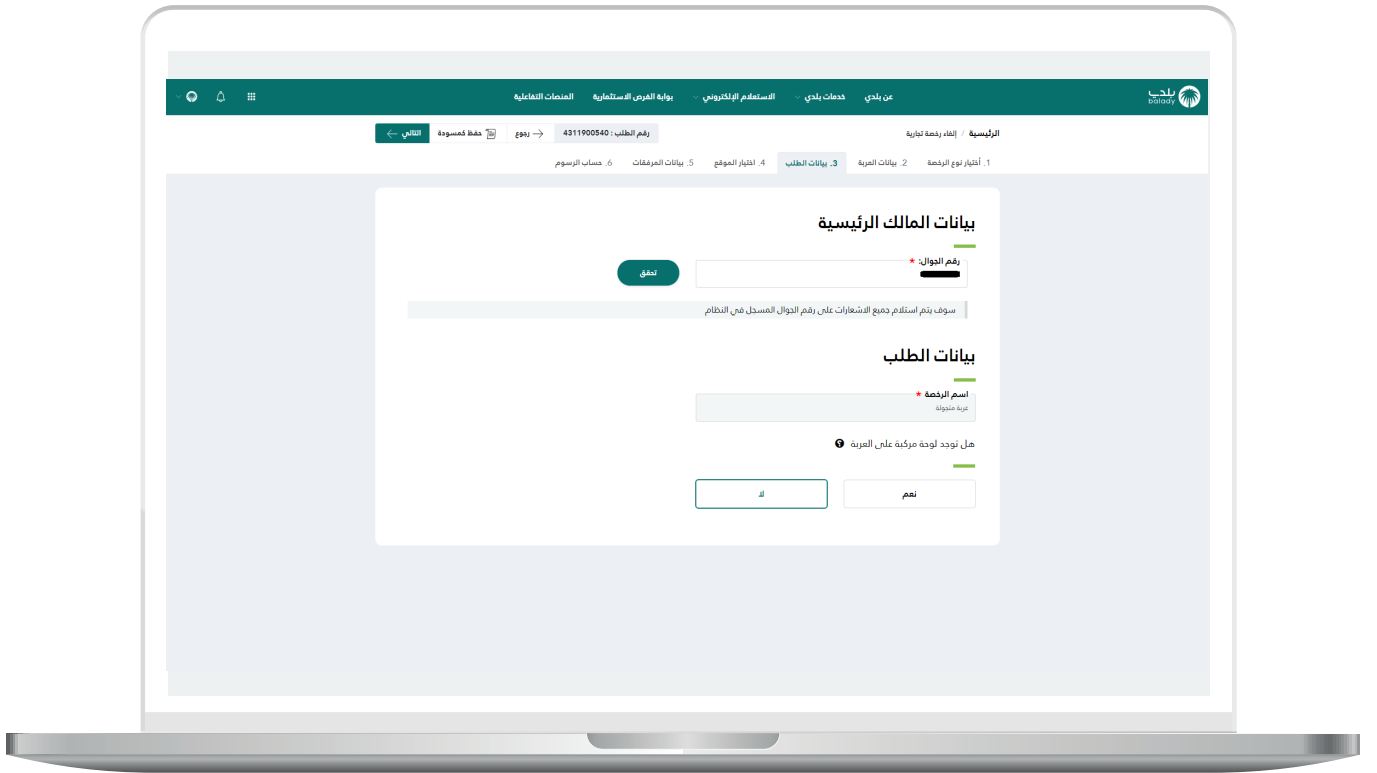 بلدي
balady
عن بلدي خدمات بلدي الاستعلام الإلكتروني بوابة الفرص الاستثمارية المنصات التفاعلية
الرئيسية / إلغاء رخصة تجارية
رقم الطلب : 4311900540 رجوع حفظ كمسودة التالي
1. أختيار نوع الرخصة 2. بيانات العربة 3. بيانات الطلب 4. اختيار الموقع 5. بيانات المرفقات 6. حساب الرسوم
بيانات المالك الرئيسية
رقم الجوال: *
تحقق
سوف يتم استلام جميع الاشعارات على رقم الجوال المسجل في النظام
بيانات الطلب
اسم الرخصة *
عربة متجولة
هل توجد لوحة مركبة على العربة ?
نعم لا